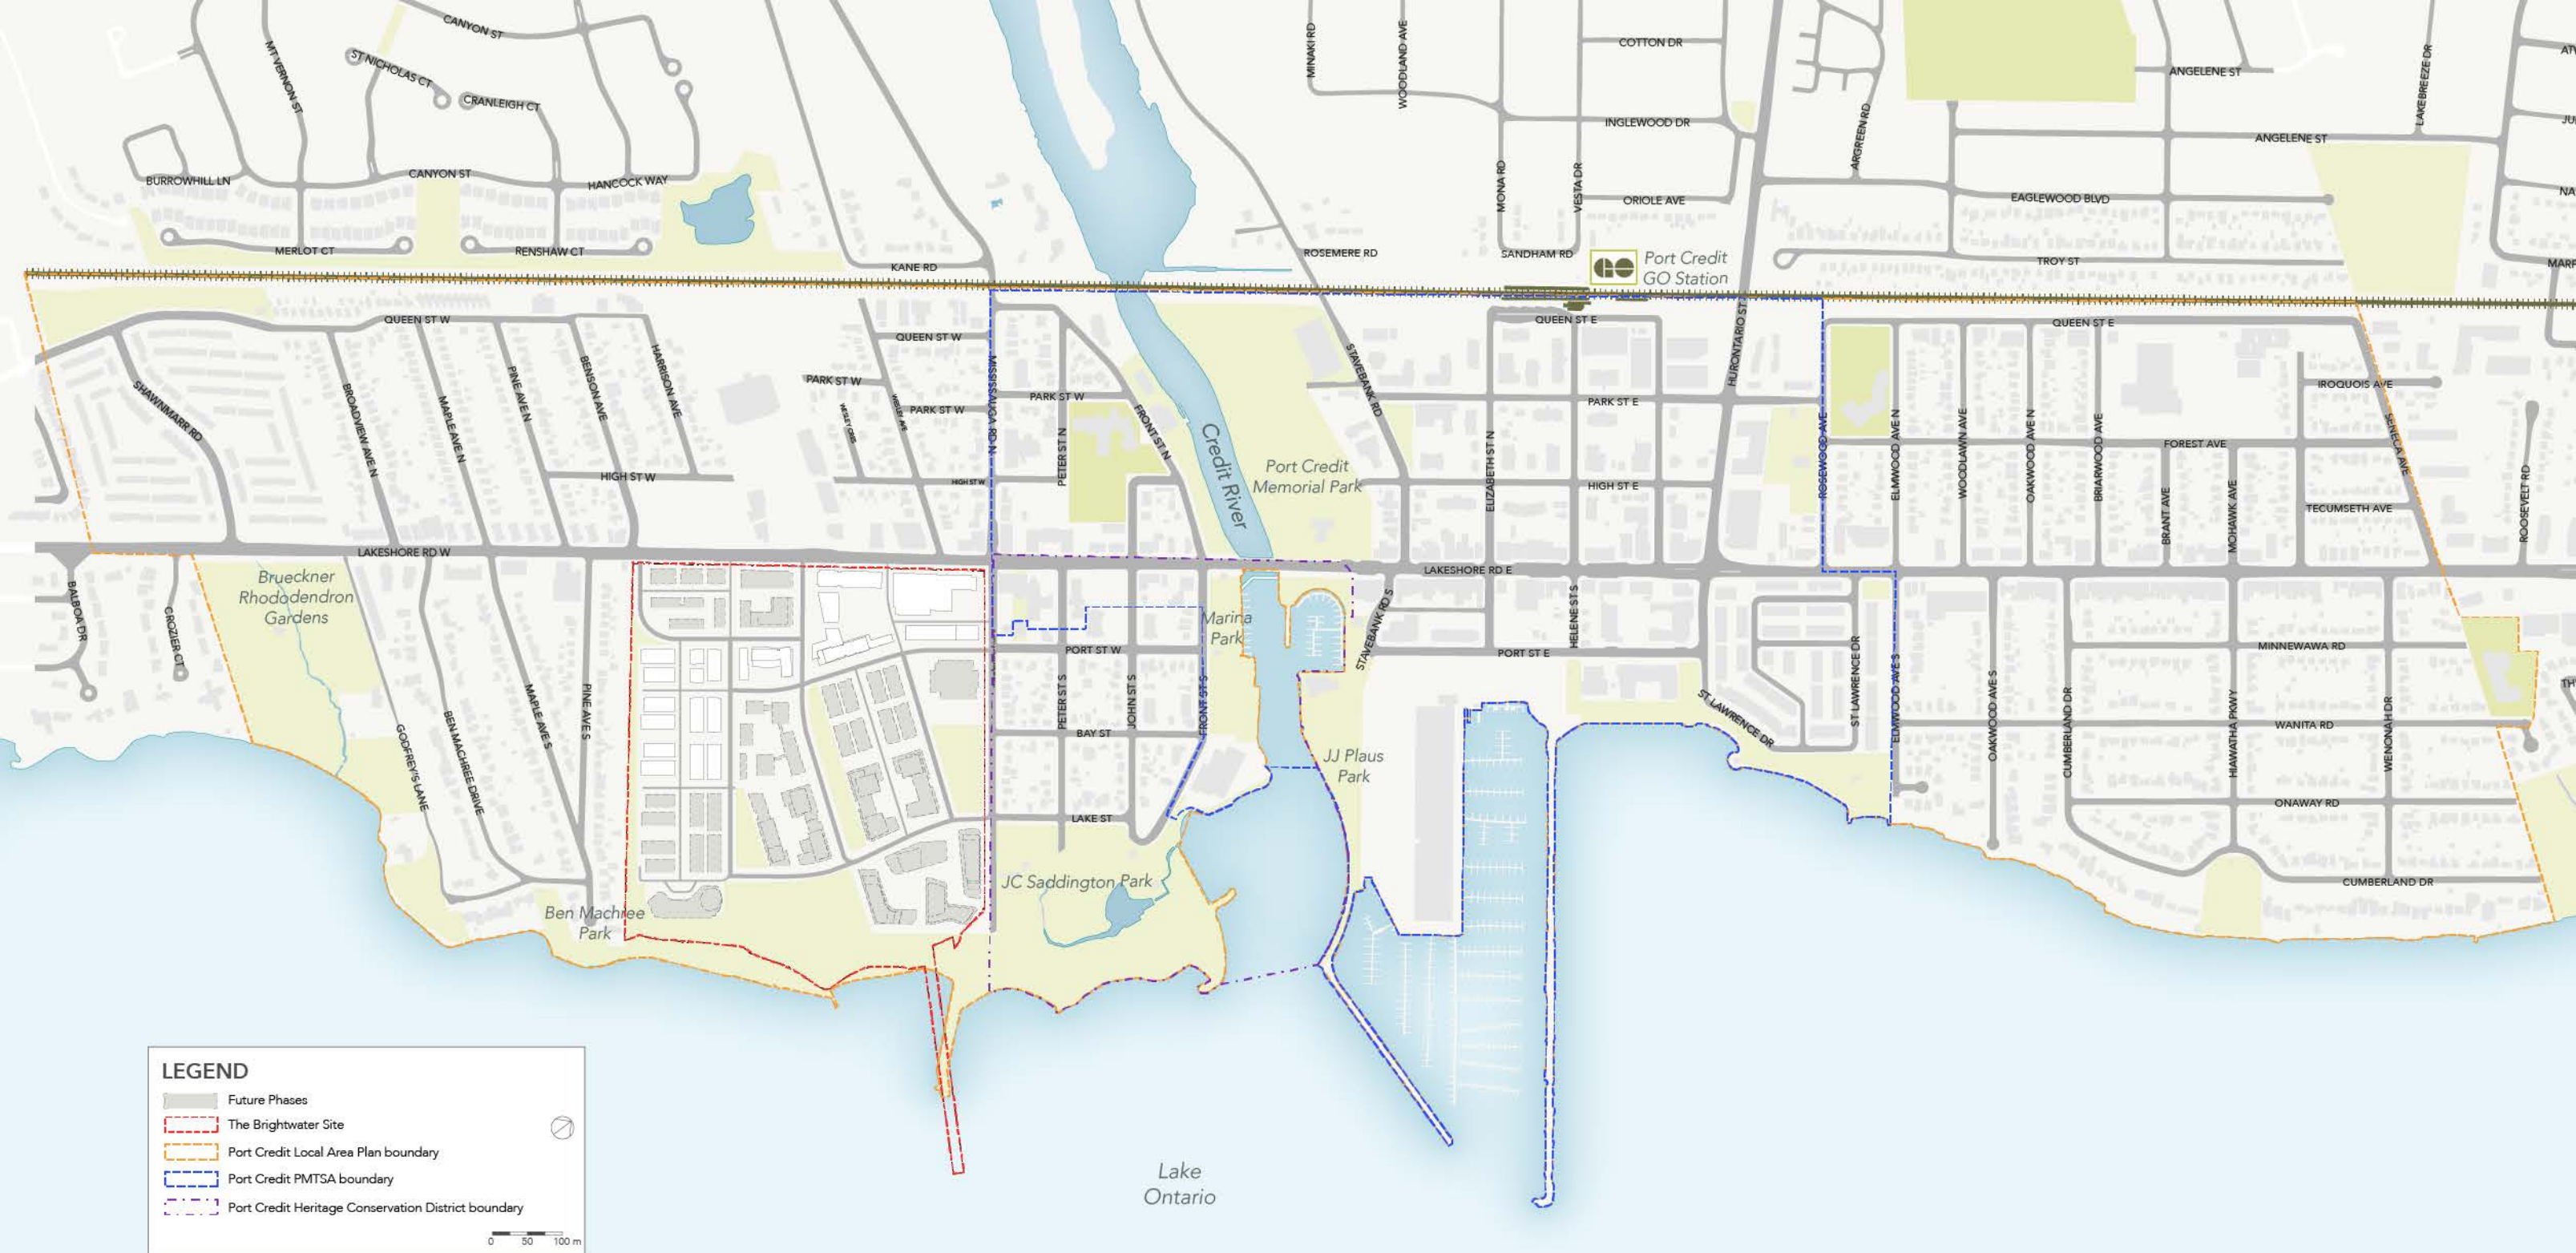 CANYON ST
MT VERNON ST
ST NICHOLAS CT
CRANLEIGH CT
BURROWHILL LN
CANYON ST
HANCOCK WAY
MERLOT CT
RENSHAW CT
KANE RD
MINAKI RD
WOODLAND AVE
COTTON DR
INGLEWOOD DR
MONA RD
VESTA DR
ORIOLE AVE
ROSEMERE RD
SANDHAM RD
GO
Port Credit
GO Station
ARGREEN RD
ANGELENE ST
LAKEBREEZE DR
ANGELENE ST
EAGLEWOOD BLVD
TROY ST
QUEEN ST W
SHAWNMARR RD
BROADVIEW AVE N
MAPLE AVE N
PINE AVE N
BENSON AVE
HARRISON AVE
HIGH ST W
QUEEN ST W
PARK ST W
PARK ST W
WESLEY CRES
WESLEY AVE
HIGH ST W
MISSISSAUGA RD N
PARK ST W
PETER ST N
FRONT ST N
Credit River
Port Credit
Memorial Park
STAVEBANK RD
QUEEN ST E
HURONTARIO ST
PARK ST E
ELIZABETH ST N
HIGH ST E
QUEEN ST E
ROSEWOOD AVE
ELMWOOD AVE N
WOODLAWN AVE
OAKWOOD AVE N
BRIARWOOD AVE
FOREST AVE
BRANT AVE
MOHAWK AVE
IROQUOIS AVE
SENECA AVE
TECUMSETH AVE
ROOSEVELT RD
LAKESHORE RD W
LAKESHORE RD E
BALBOA DR
CROZIER CT
Brueckner
Rhododendron
Gardens
GODFREY'S LANE
BEN MACHREE DRIVE
MAPLE AVE S
PINE AVE S
Ben Machree
Park
PORT ST W
PETER ST S
JOHN ST S
FRONT ST S
BAY ST
LAKE ST
JC Saddington Park
Marina
Park
STAVEBANK RD S
HELENE ST S
PORT ST E
JJ Plaus
Park
ST LAWRENCE DR
ST LAWRENCE DR
ELMWOOD AVE S
OAKWOOD AVE S
CUMBERLAND DR
HIAWATHA PKWY
WENONAH DR
MINNEWAWA RD
WANITA RD
ONAWAY RD
CUMBERLAND DR
Lake
Ontario
LEGEND
Future Phases
The Brightwater Site
Port Credit Local Area Plan boundary
Port Credit PMTSA boundary
Port Credit Heritage Conservation District boundary
0 50 100 m